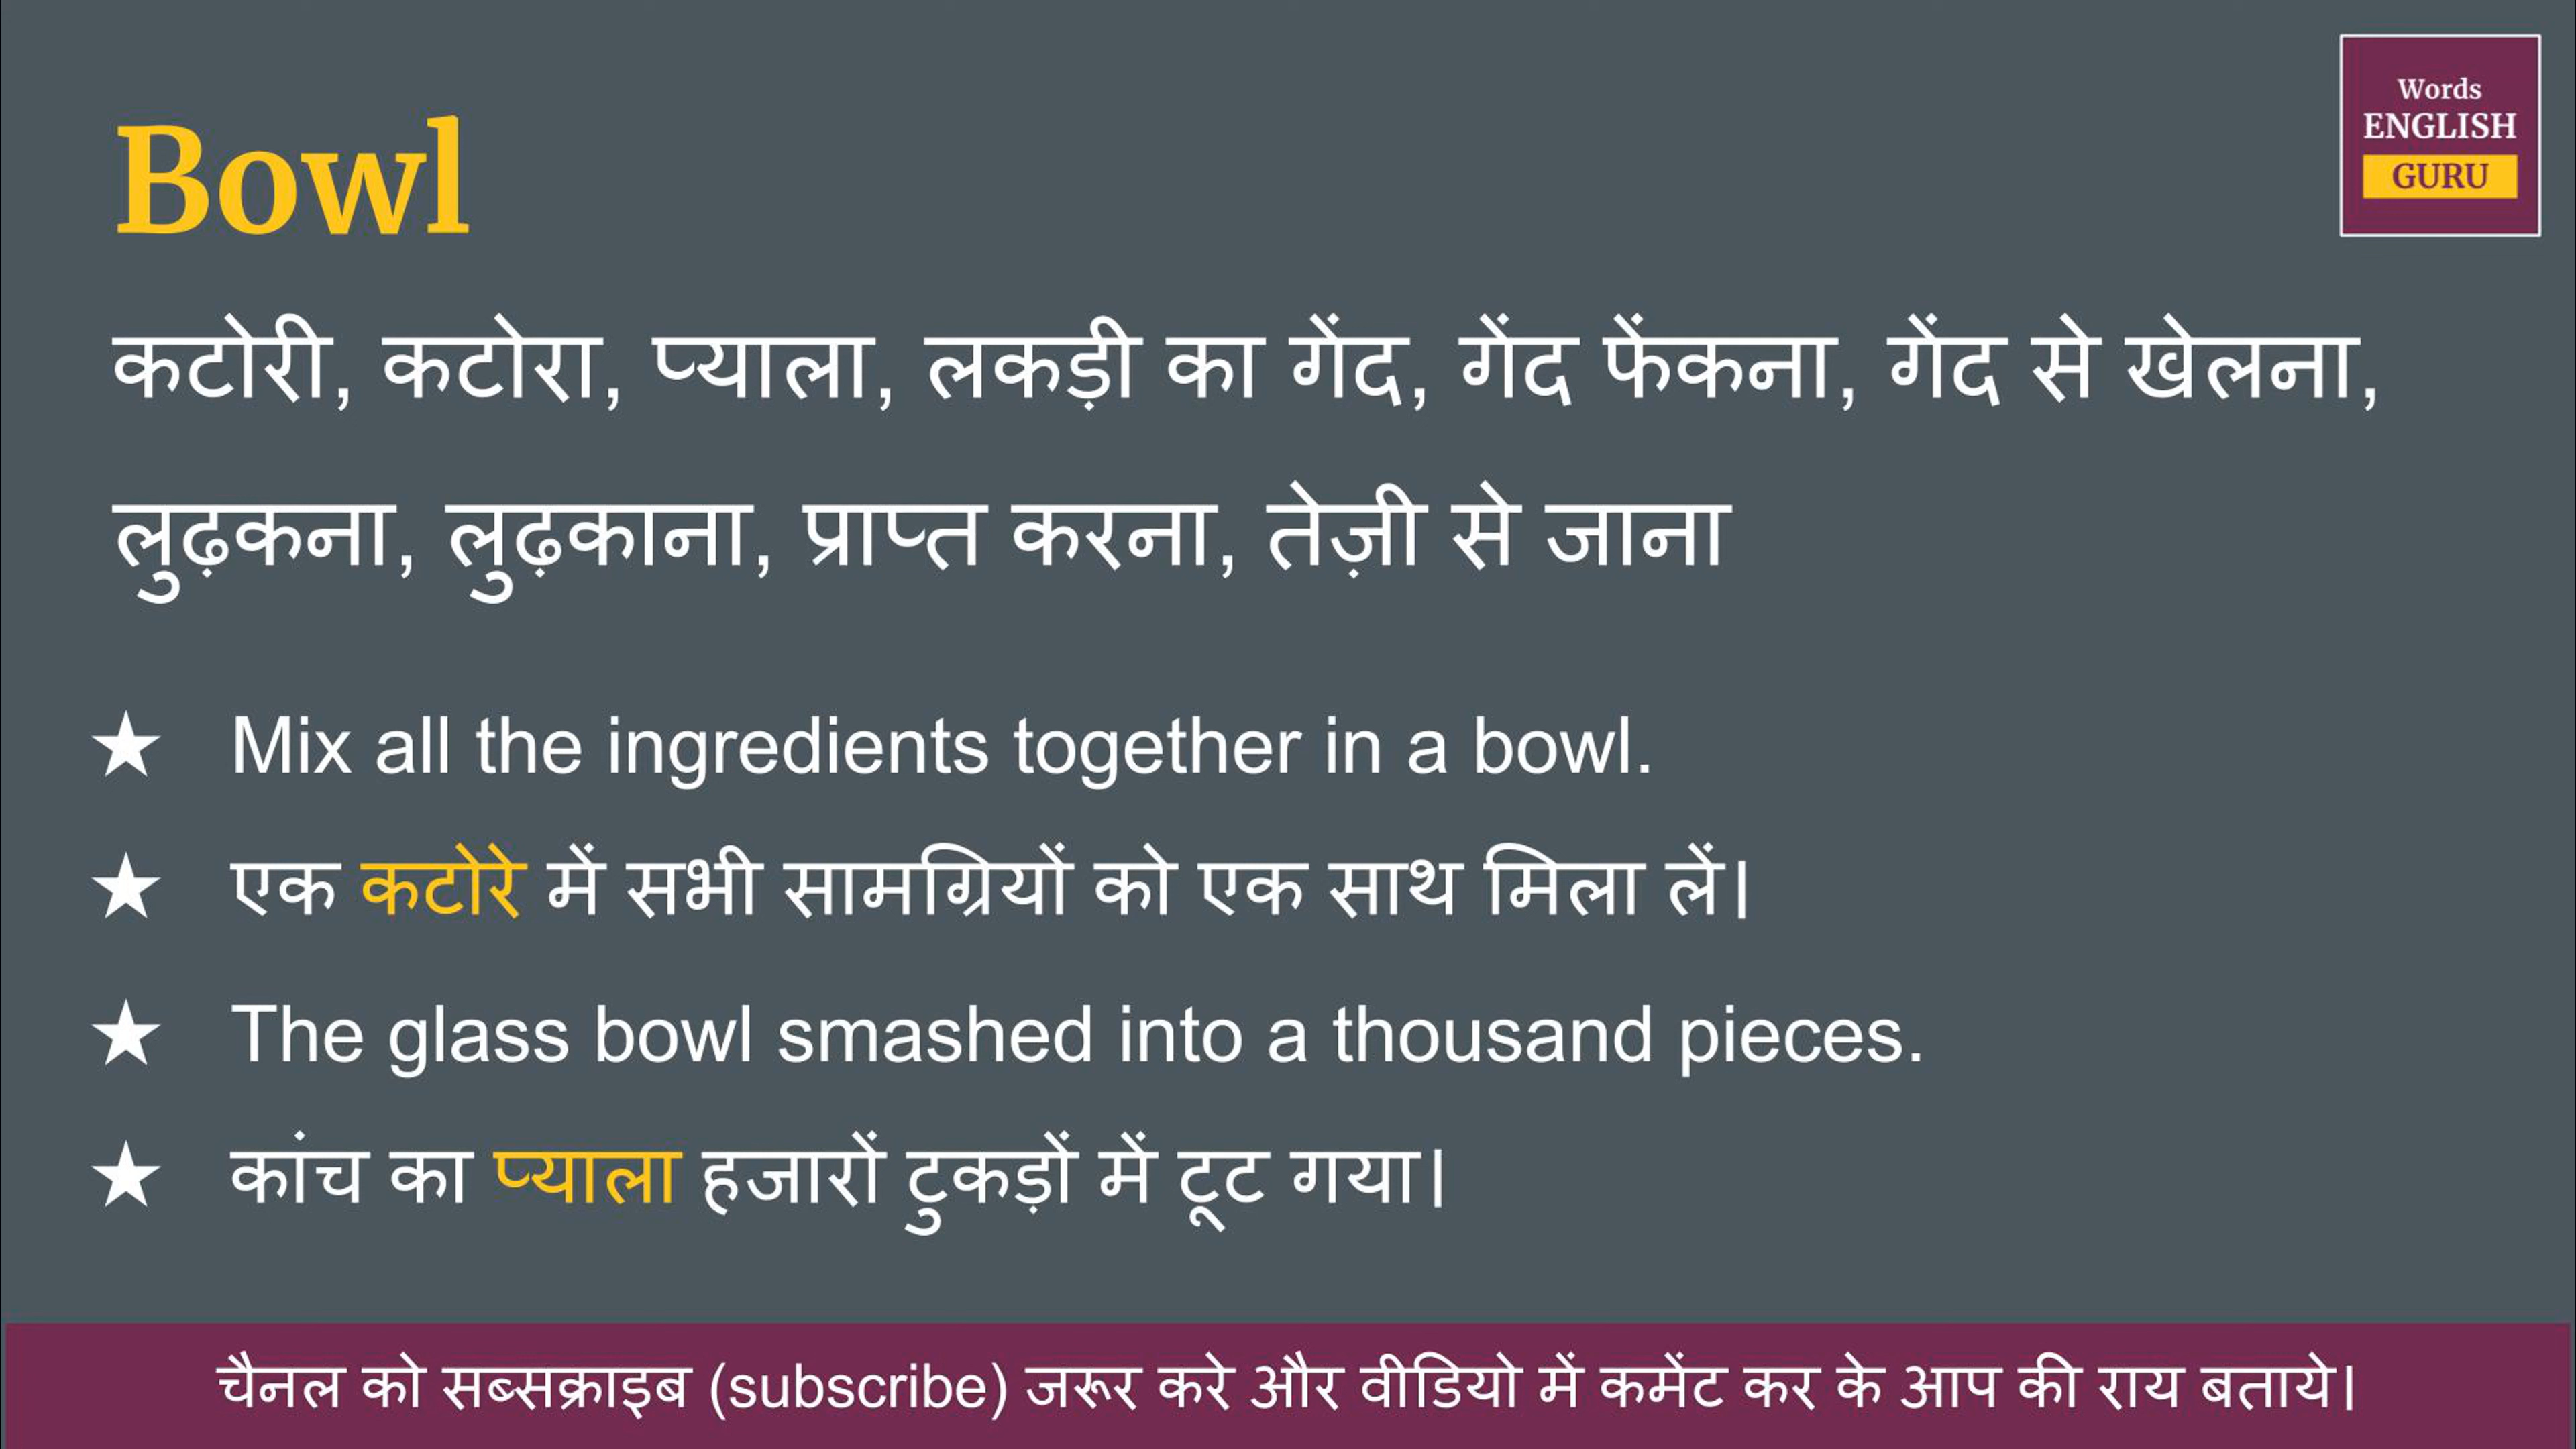 Words
ENGLISH
GURU
Bowl
कटोरी, कटोरा, प्याला, लकड़ी का गेंद, गेंद फेंकना, गेंद से खेलना,
लुढ़कना, लुढ़काना, प्राप्त करना, तेज़ी से जाना
★ Mix all the ingredients together in a bowl.
★ एक कटोरे में सभी सामग्रियों को एक साथ मिला लें।
★ The glass bowl smashed into a thousand pieces.
★ कांच का प्याला हजारों टुकड़ों में टूट गया।
चैनल को सब्सक्राइब (subscribe) जरूर करे और वीडियो में कमेंट कर के आप की राय बताये।